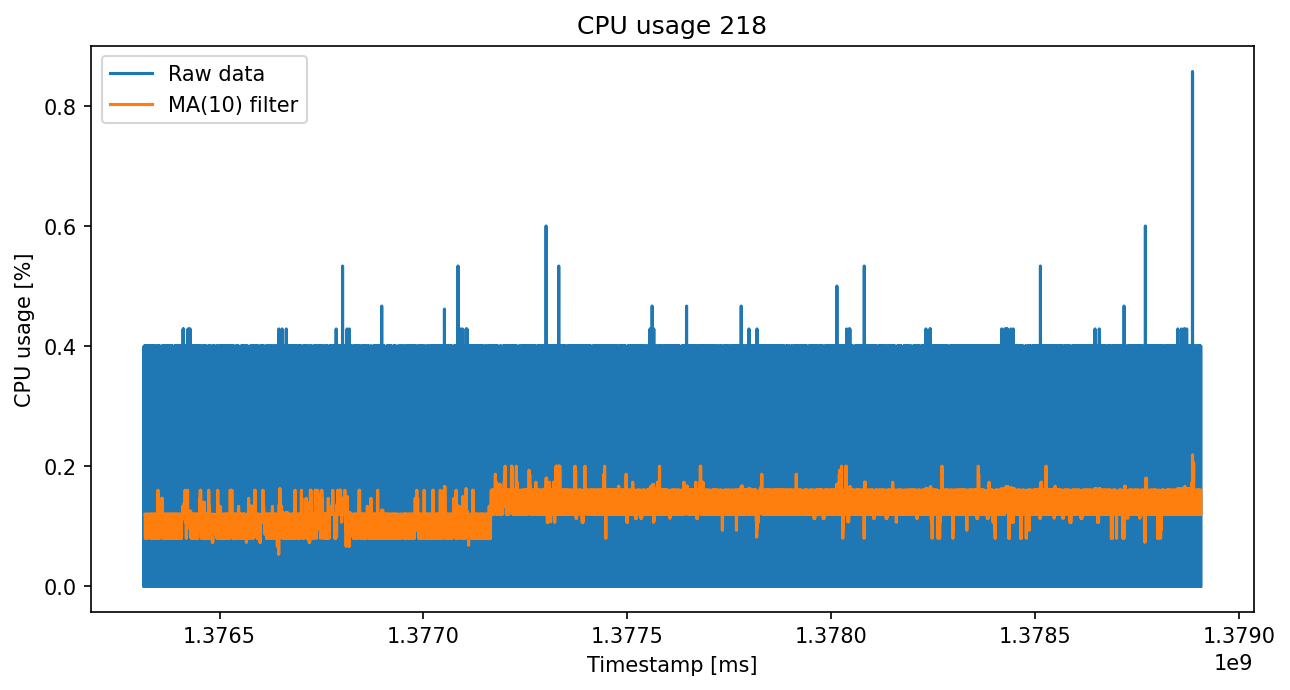 CPU usage 218
Raw data
MA(10) filter
CPU usage [%]
0.8
0.6
0.4
0.2
0.0
1.3765 1.3770 1.3775 1.3780 1.3785 1.3790
1e9
Timestamp [ms]